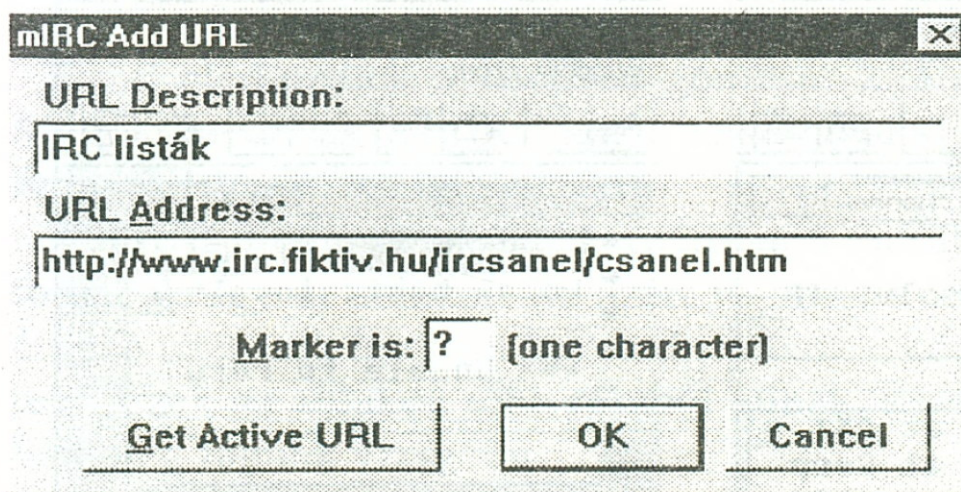 mIRC Add URL
URL Description:
IRC listák
URL Address:
http://www.irc.fiktiv.hu/ircsanel/csanel.htm
Marker is: ? (one character)
Get Active URL OK Cancel